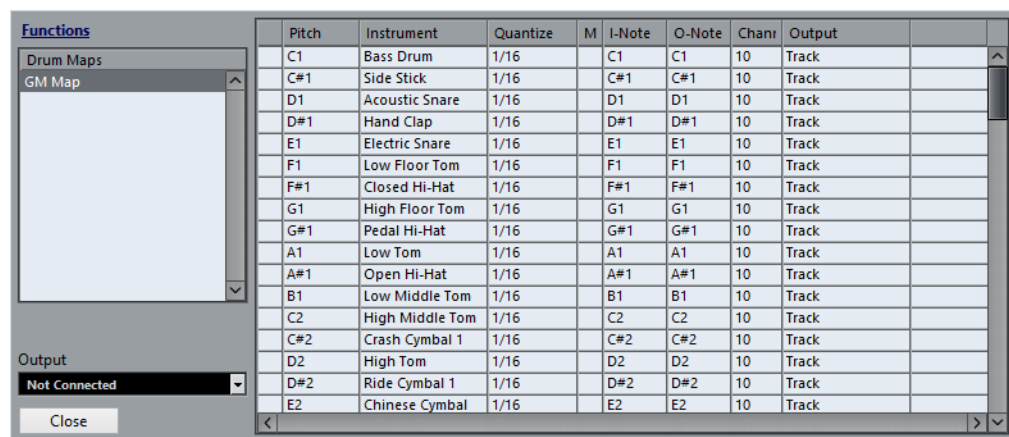 Functions
Drum Maps
GM Map
Output
Not Connected
Close
Pitch Instrument Quantize M I-Note O-Note Chanr Output
C1 Bass Drum 1/16 C1 C1 10 Track
C#1 Side Stick 1/16 C#1 C#1 10 Track
D1 Acoustic Snare 1/16 D1 D1 10 Track
D#1 Hand Clap 1/16 D#1 D#1 10 Track
E1 Electric Snare 1/16 E1 E1 10 Track
F1 Low Floor Tom 1/16 F1 F1 10 Track
F#1 Closed Hi-Hat 1/16 F#1 F#1 10 Track
G1 High Floor Tom 1/16 G1 G1 10 Track
G#1 Pedal Hi-Hat 1/16 G#1 G#1 10 Track
A1 Low Tom 1/16 A1 A1 10 Track
A#1 Open Hi-Hat 1/16 A#1 A#1 10 Track
B1 Low Middle Tom 1/16 B1 B1 10 Track
C2 High Middle Tom 1/16 C2 C2 10 Track
C#2 Crash Cymbal 1 1/16 C#2 C#2 10 Track
D2 High Tom 1/16 D2 D2 10 Track
D#2 Ride Cymbal 1 1/16 D#2 D#2 10 Track
E2 Chinese Cymbal 1/16 E2 E2 10 Track